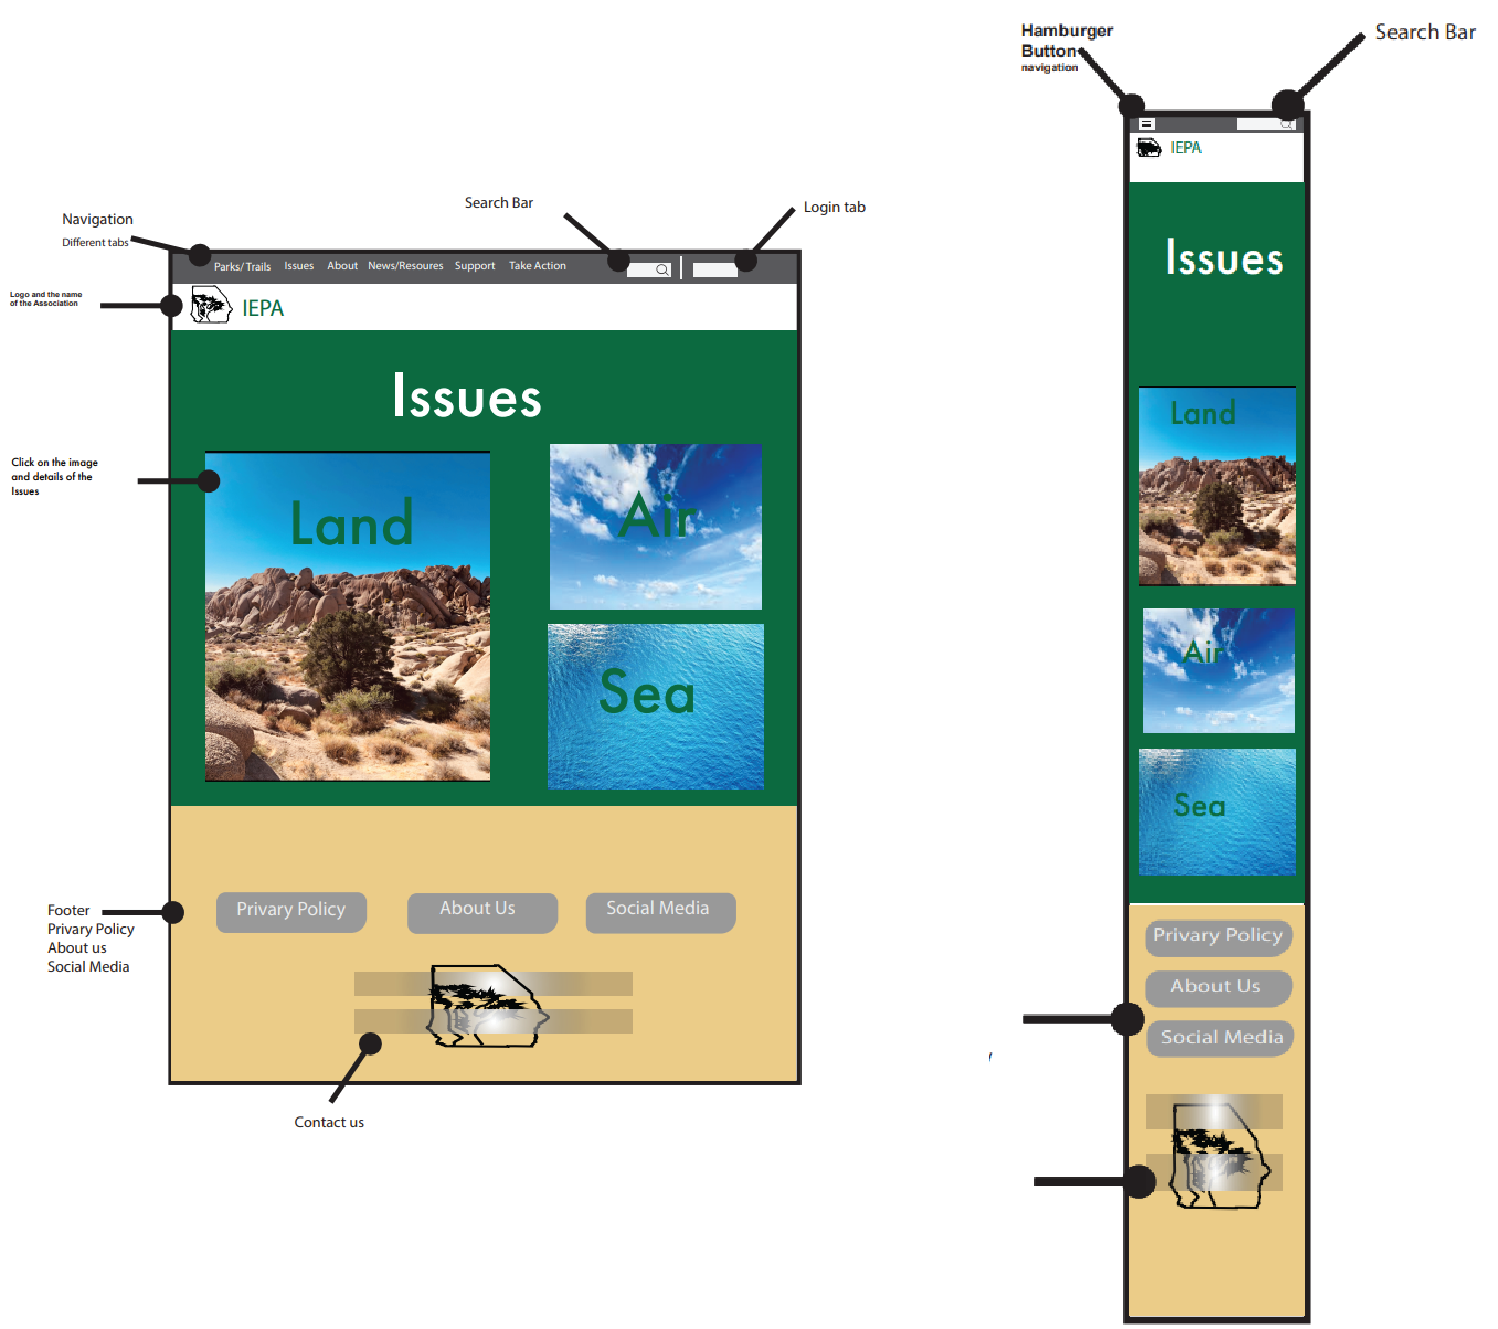 Hamburger
Button
navigation
Search Bar
IEPA
Issues
Land
Air
Sea
Privary Policy
About Us
Social Media
Navigation
Different tabs
Search Bar
Login tab
Parks/Trails Issues About News/Resoures Support Take Action
Logo and the name
of the Association
IEPA
Issues
Click on the image
and details of the
Issues
Land
Air
Sea
Footer
Privary Policy
About us
Social Media
Privary Policy
About Us
Social Media
Contact us